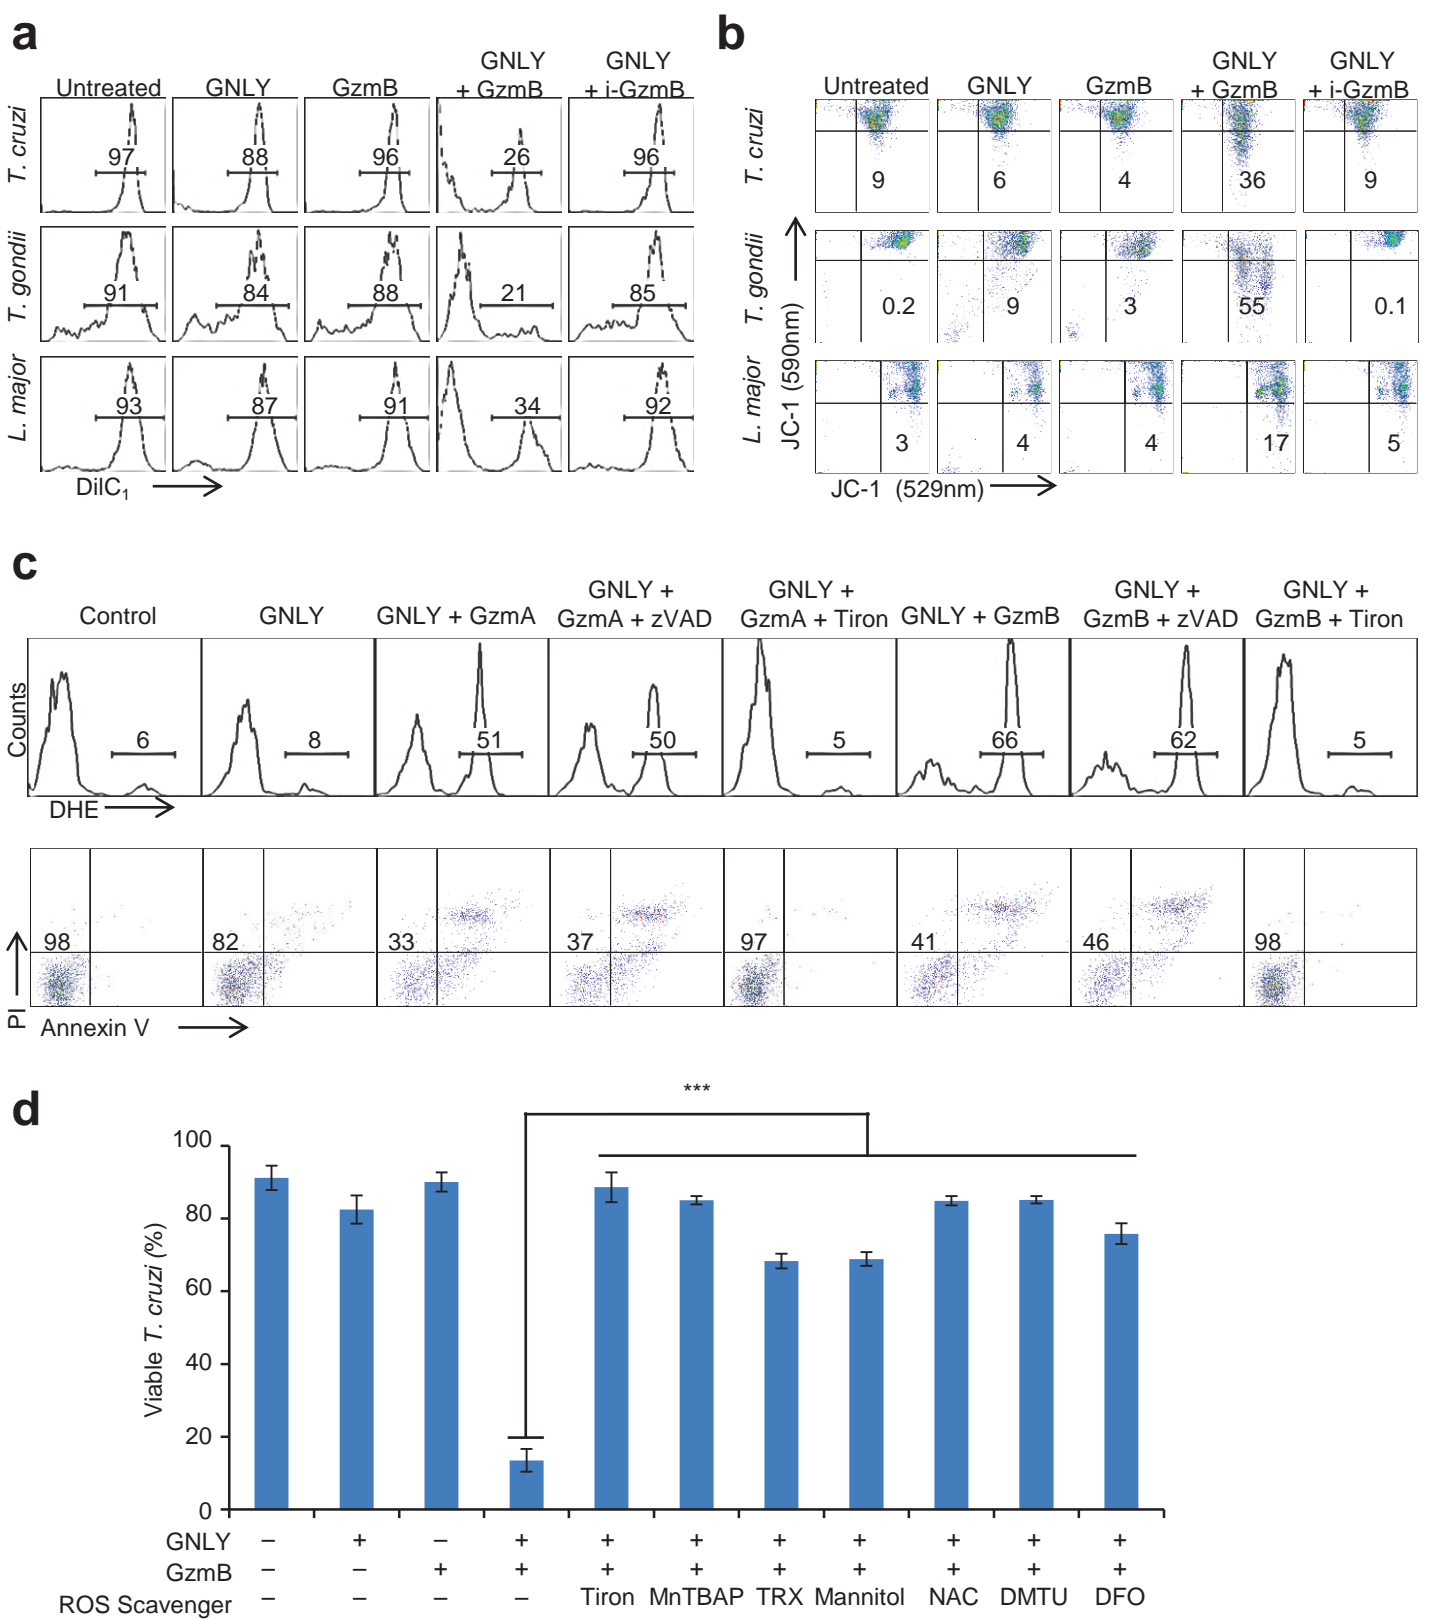 a
Untreated GNLY GzmB GNLY + GzmB GNLY + i-GzmB
T. cruzi
97 88 96 26 96
T. gondii
91 84 88 21 85
L. major
93 87 91 34 92
DilC1
b
Untreated GNLY GzmB GNLY + GzmB GNLY + i-GzmB
T. cruzi
9 6 4 36 9
T. gondii
0.2 9 3 55 0.1
L. major
3 4 4 17 5
JC-1 (590nm)
JC-1 (529nm)
c
Control GNLY GNLY + GzmA GNLY + GzmA + zVAD GNLY + GzmA + Tiron GNLY + GzmB GNLY + GzmB + zVAD GNLY + GzmB + Tiron
Counts
6 8 51 50 5 66 62 5
DHE
98 82 33 37 97 41 46 98
PI
Annexin V
d
***
Viable T. cruzi (%)
100
80
60
40
20
0
GNLY – + – + + + + + + + +
GzmB – – + + + + + + + + +
ROS Scavenger – – – – Tiron MnTBAP TRX Mannitol NAC DMTU DFO